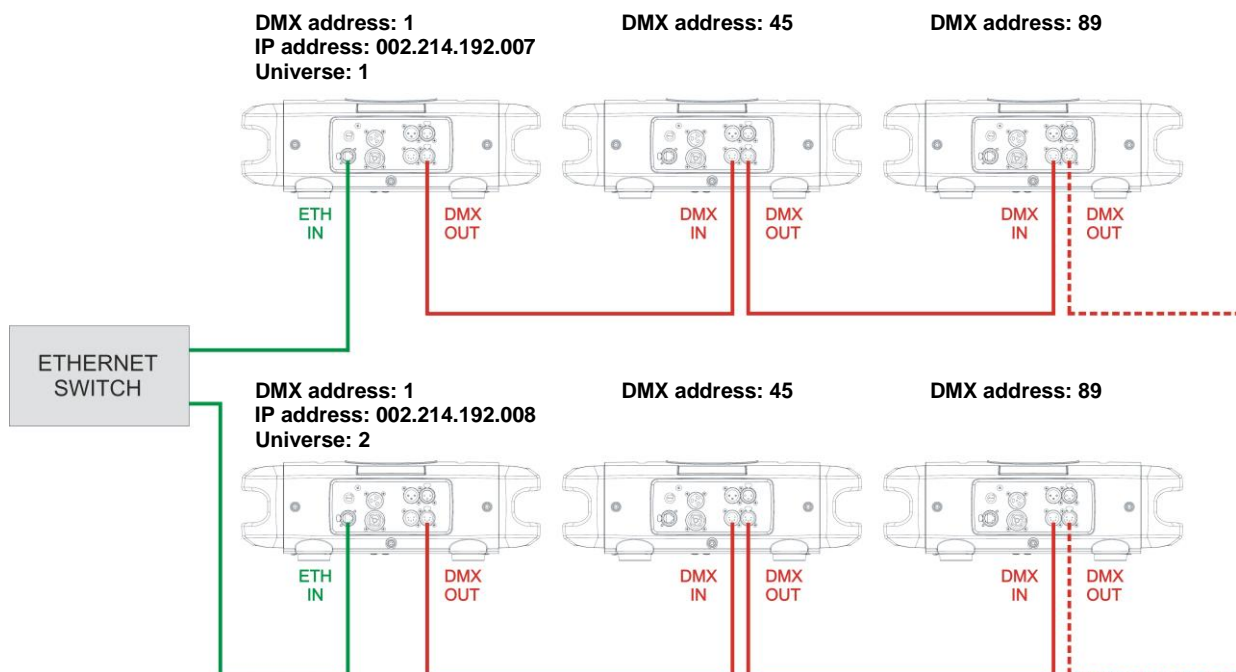 DMX address: 1
IP address: 002.214.192.007
Universe: 1
DMX address: 45
DMX address: 89
ETH
IN
DMX
OUT
DMX
IN
DMX
OUT
DMX
IN
DMX
OUT
ETHERNET
SWITCH
DMX address: 1
IP address: 002.214.192.008
Universe: 2
DMX address: 45
DMX address: 89
ETH
IN
DMX
OUT
DMX
IN
DMX
OUT
DMX
IN
DMX
OUT